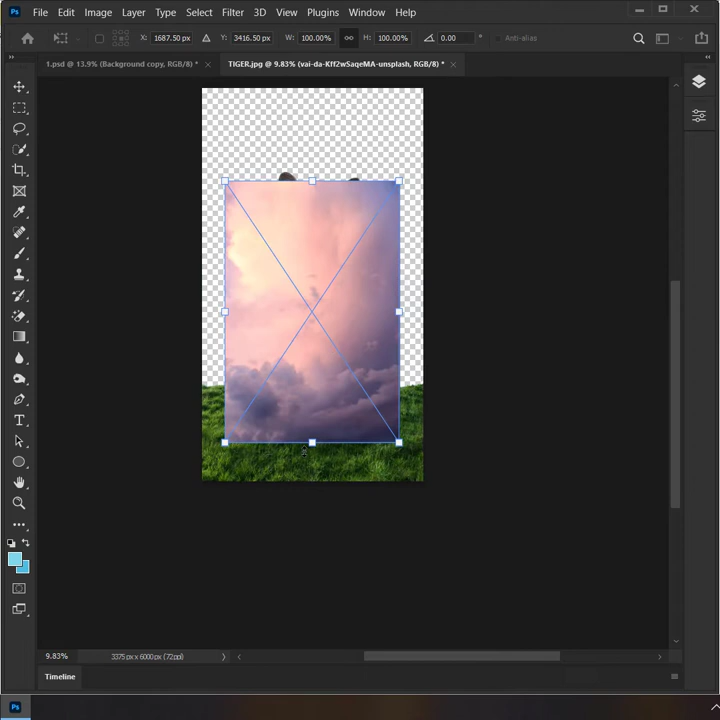 Ps File Edit Image Layer Type Select Filter 3D View Plugins Window Help
X: 1687.50 px Y: 3416.50 px W: 100.00% H: 100.00% 0.00 ° Anti-alias
1.psd @ 13.9% (Background copy, RGB/8) * TIGER.jpg @ 9.83% (vai-da-Kff2wSaqeMA-unsplash, RGB/8) *
T
9.83% 3375 px x 6000 px (72 ppi)
Timeline
Ps